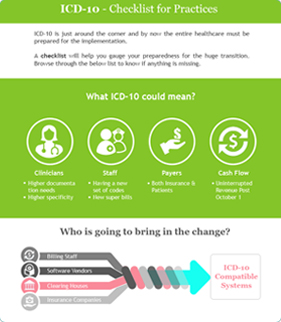 ICD-10 - Checklist for Practices
ICD-10 is just around the corner and by now the entire healthcare must be
prepared for the implementation.
A checklist will help you gauge your preparedness for the huge transition.
Browse through the below list to know if anything is missing.
What ICD-10 could mean?
Clinicians
• Higher documenta
tion needs
• Higher specificity
Staff
• Having a new
set of codes
• New super bills
Payers
• Both Insurance &
Patients
Cash Flow
• Uninterrupted
Revenue Post
October 1
Who is going to bring in the change?
Billing Staff
Software Vendors
Clearing Houses
Insurance Companies
ICD-10
Compatible
Systems